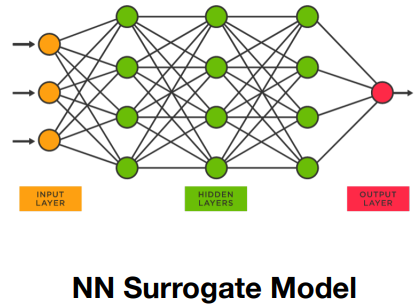 INPUT
LAYER
HIDDEN
LAYERS
OUTPUT
LAYER
NN Surrogate Model